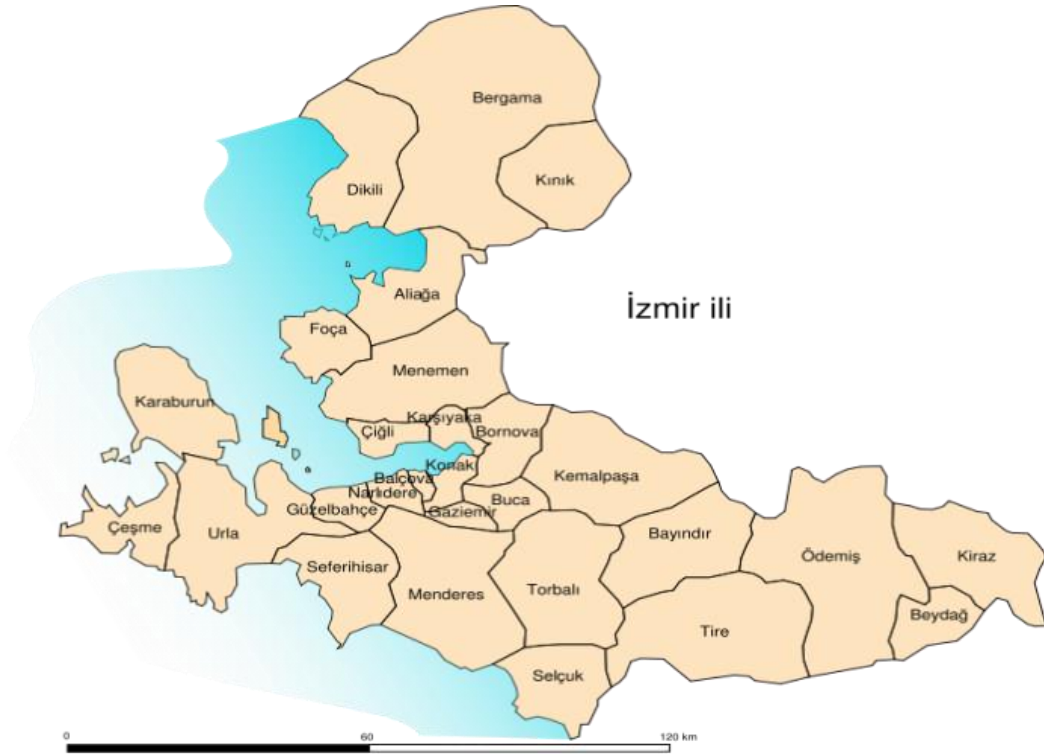 Bergama
Kınık
Dikili
Aliağa
İzmir ili
Foça
Menemen
Karaburun
Karşıyaka
Çiğli
Bornova
Konak
Balçova
Kemalpaşa
Narlıdere
Buca
Güzelbahçe
Gaziemir
Çeşme
Urla
Bayındır
Ödemiş
Kiraz
Seferihisar
Menderes
Torbalı
Beydağ
Tire
Selçuk
0
60
120 km